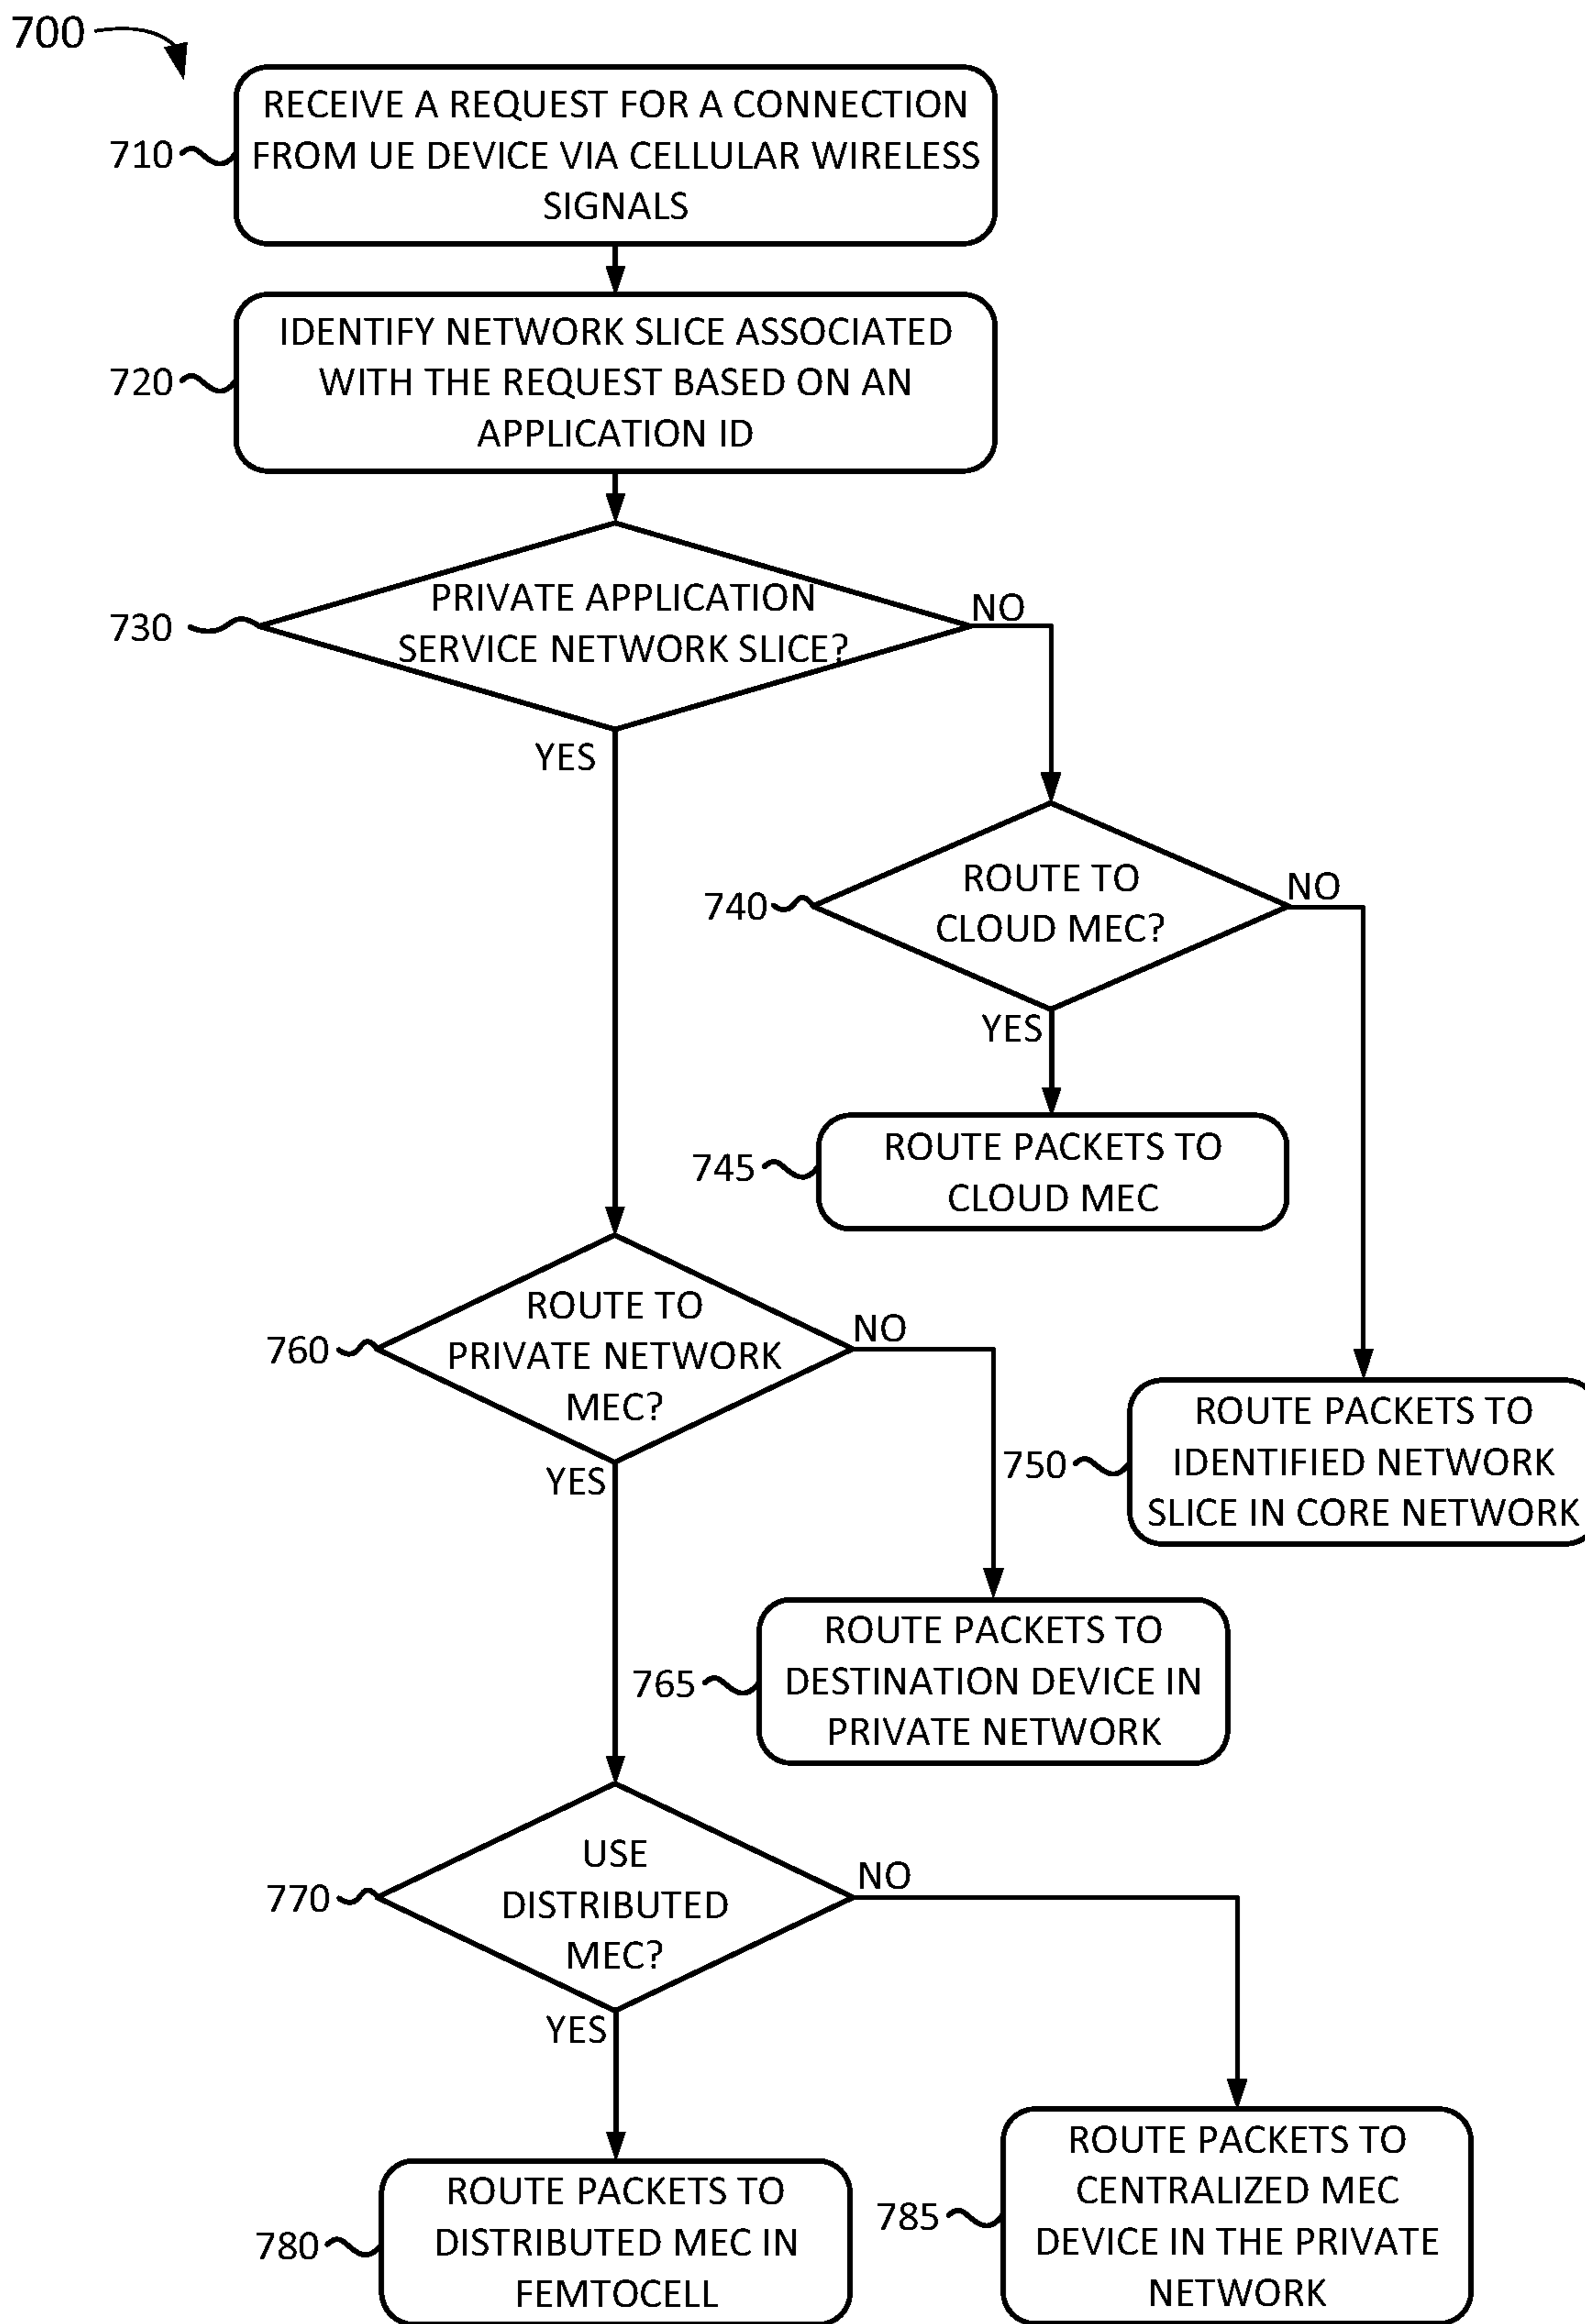 700
RECEIVE A REQUEST FOR A CONNECTION
710
FROM UE DEVICE VIA CELLULAR WIRELESS
SIGNALS
IDENTIFY NETWORK SLICE ASSOCIATED
720
WITH THE REQUEST BASED ON AN
APPLICATION ID
730
PRIVATE APPLICATION
SERVICE NETWORK SLICE?
NO
YES
740
ROUTE TO
CLOUD MEC?
NO
YES
745
ROUTE PACKETS TO
CLOUD MEC
760
ROUTE TO
PRIVATE NETWORK
MEC?
NO
YES
750
ROUTE PACKETS TO
IDENTIFIED NETWORK
SLICE IN CORE NETWORK
765
ROUTE PACKETS TO
DESTINATION DEVICE IN
PRIVATE NETWORK
770
USE
DISTRIBUTED
MEC?
NO
YES
780
ROUTE PACKETS TO
DISTRIBUTED MEC IN
FEMTOCELL
785
ROUTE PACKETS TO
CENTRALIZED MEC
DEVICE IN THE PRIVATE
NETWORK